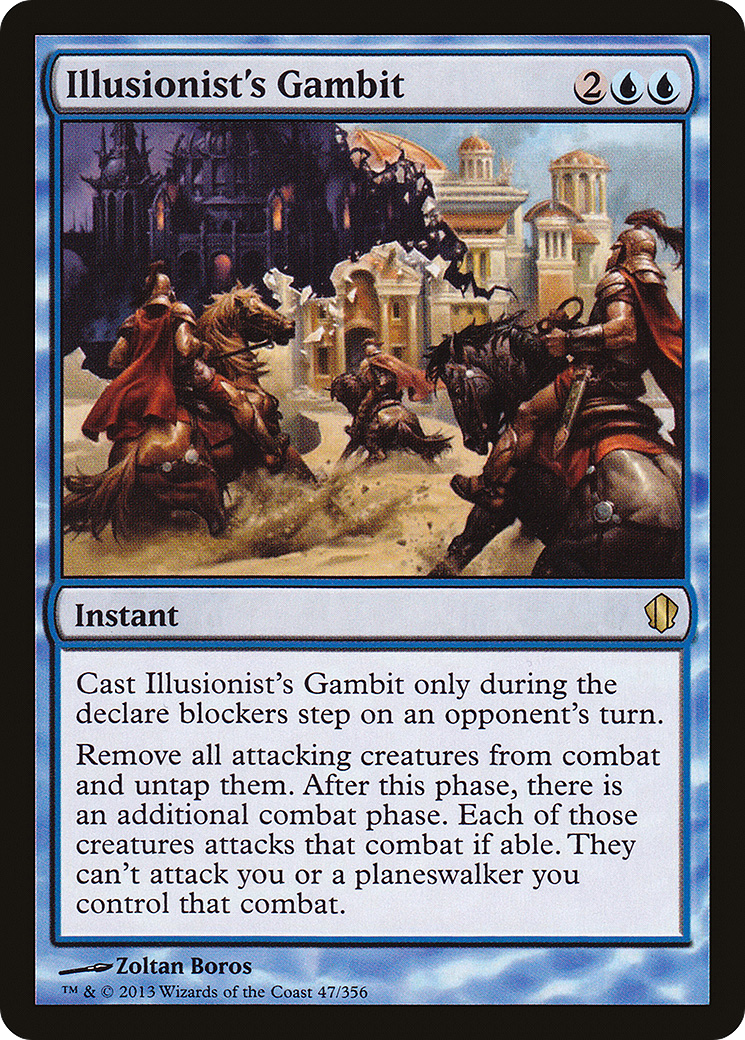 Illusionist's Gambit 2
Instant
Cast Illusionist's Gambit only during the
declare blockers step on an opponent's turn.
Remove all attacking creatures from combat
and untap them. After this phase, there is
an additional combat phase. Each of those
creatures attacks that combat if able. They
can't attack you or a planeswalker you
control that combat.
Zoltan Boros
™ & © 2013 Wizards of the Coast 47/356